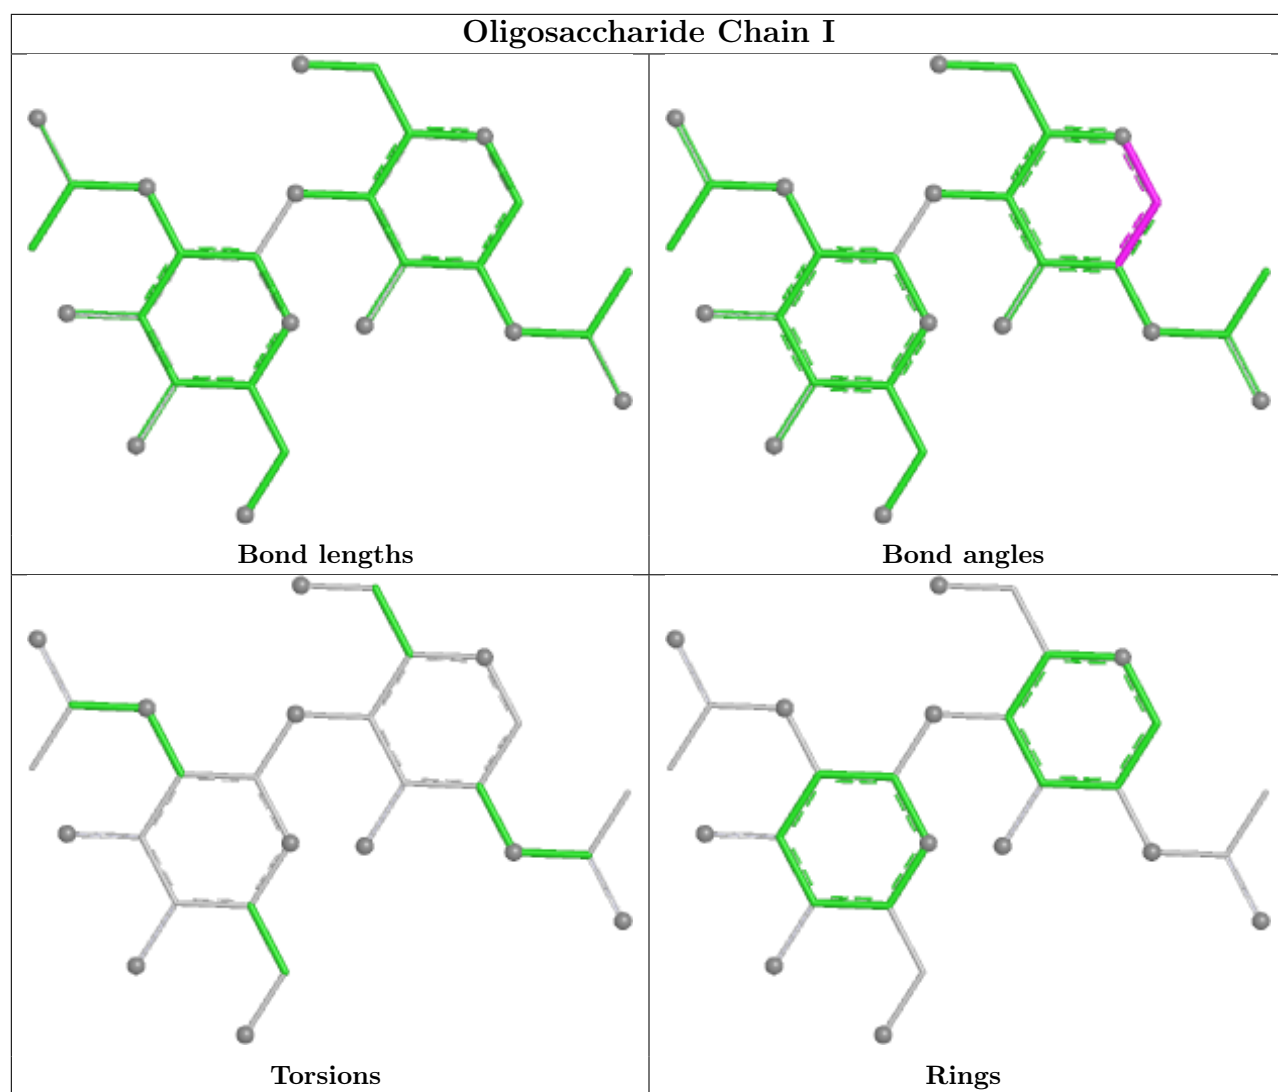 Oligosaccharide Chain I
Bond lengths
Bond angles
Torsions
Rings